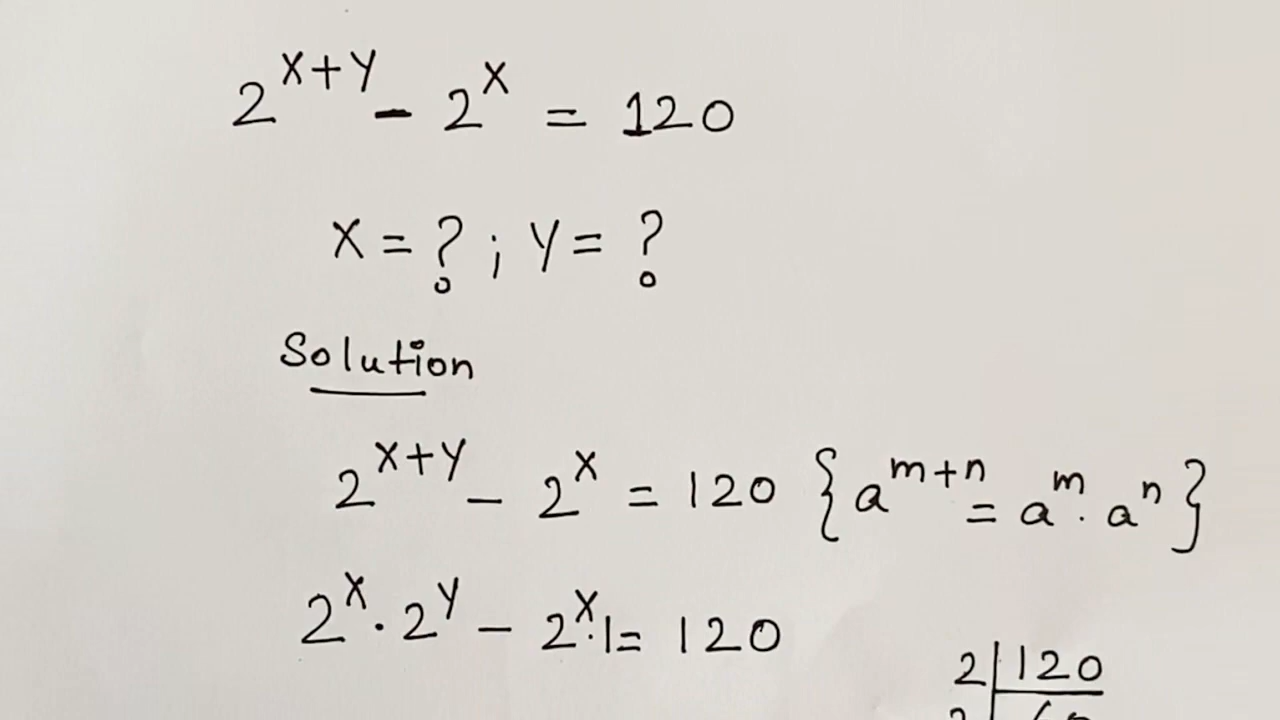 2^{x+y} - 2^x = 120
x = ? ; y = ?
Solution
2^{x+y} - 2^x = 120 {a^{m+n} = a^m . a^n}
2^x . 2^y - 2^x . 1 = 120
2 | 120